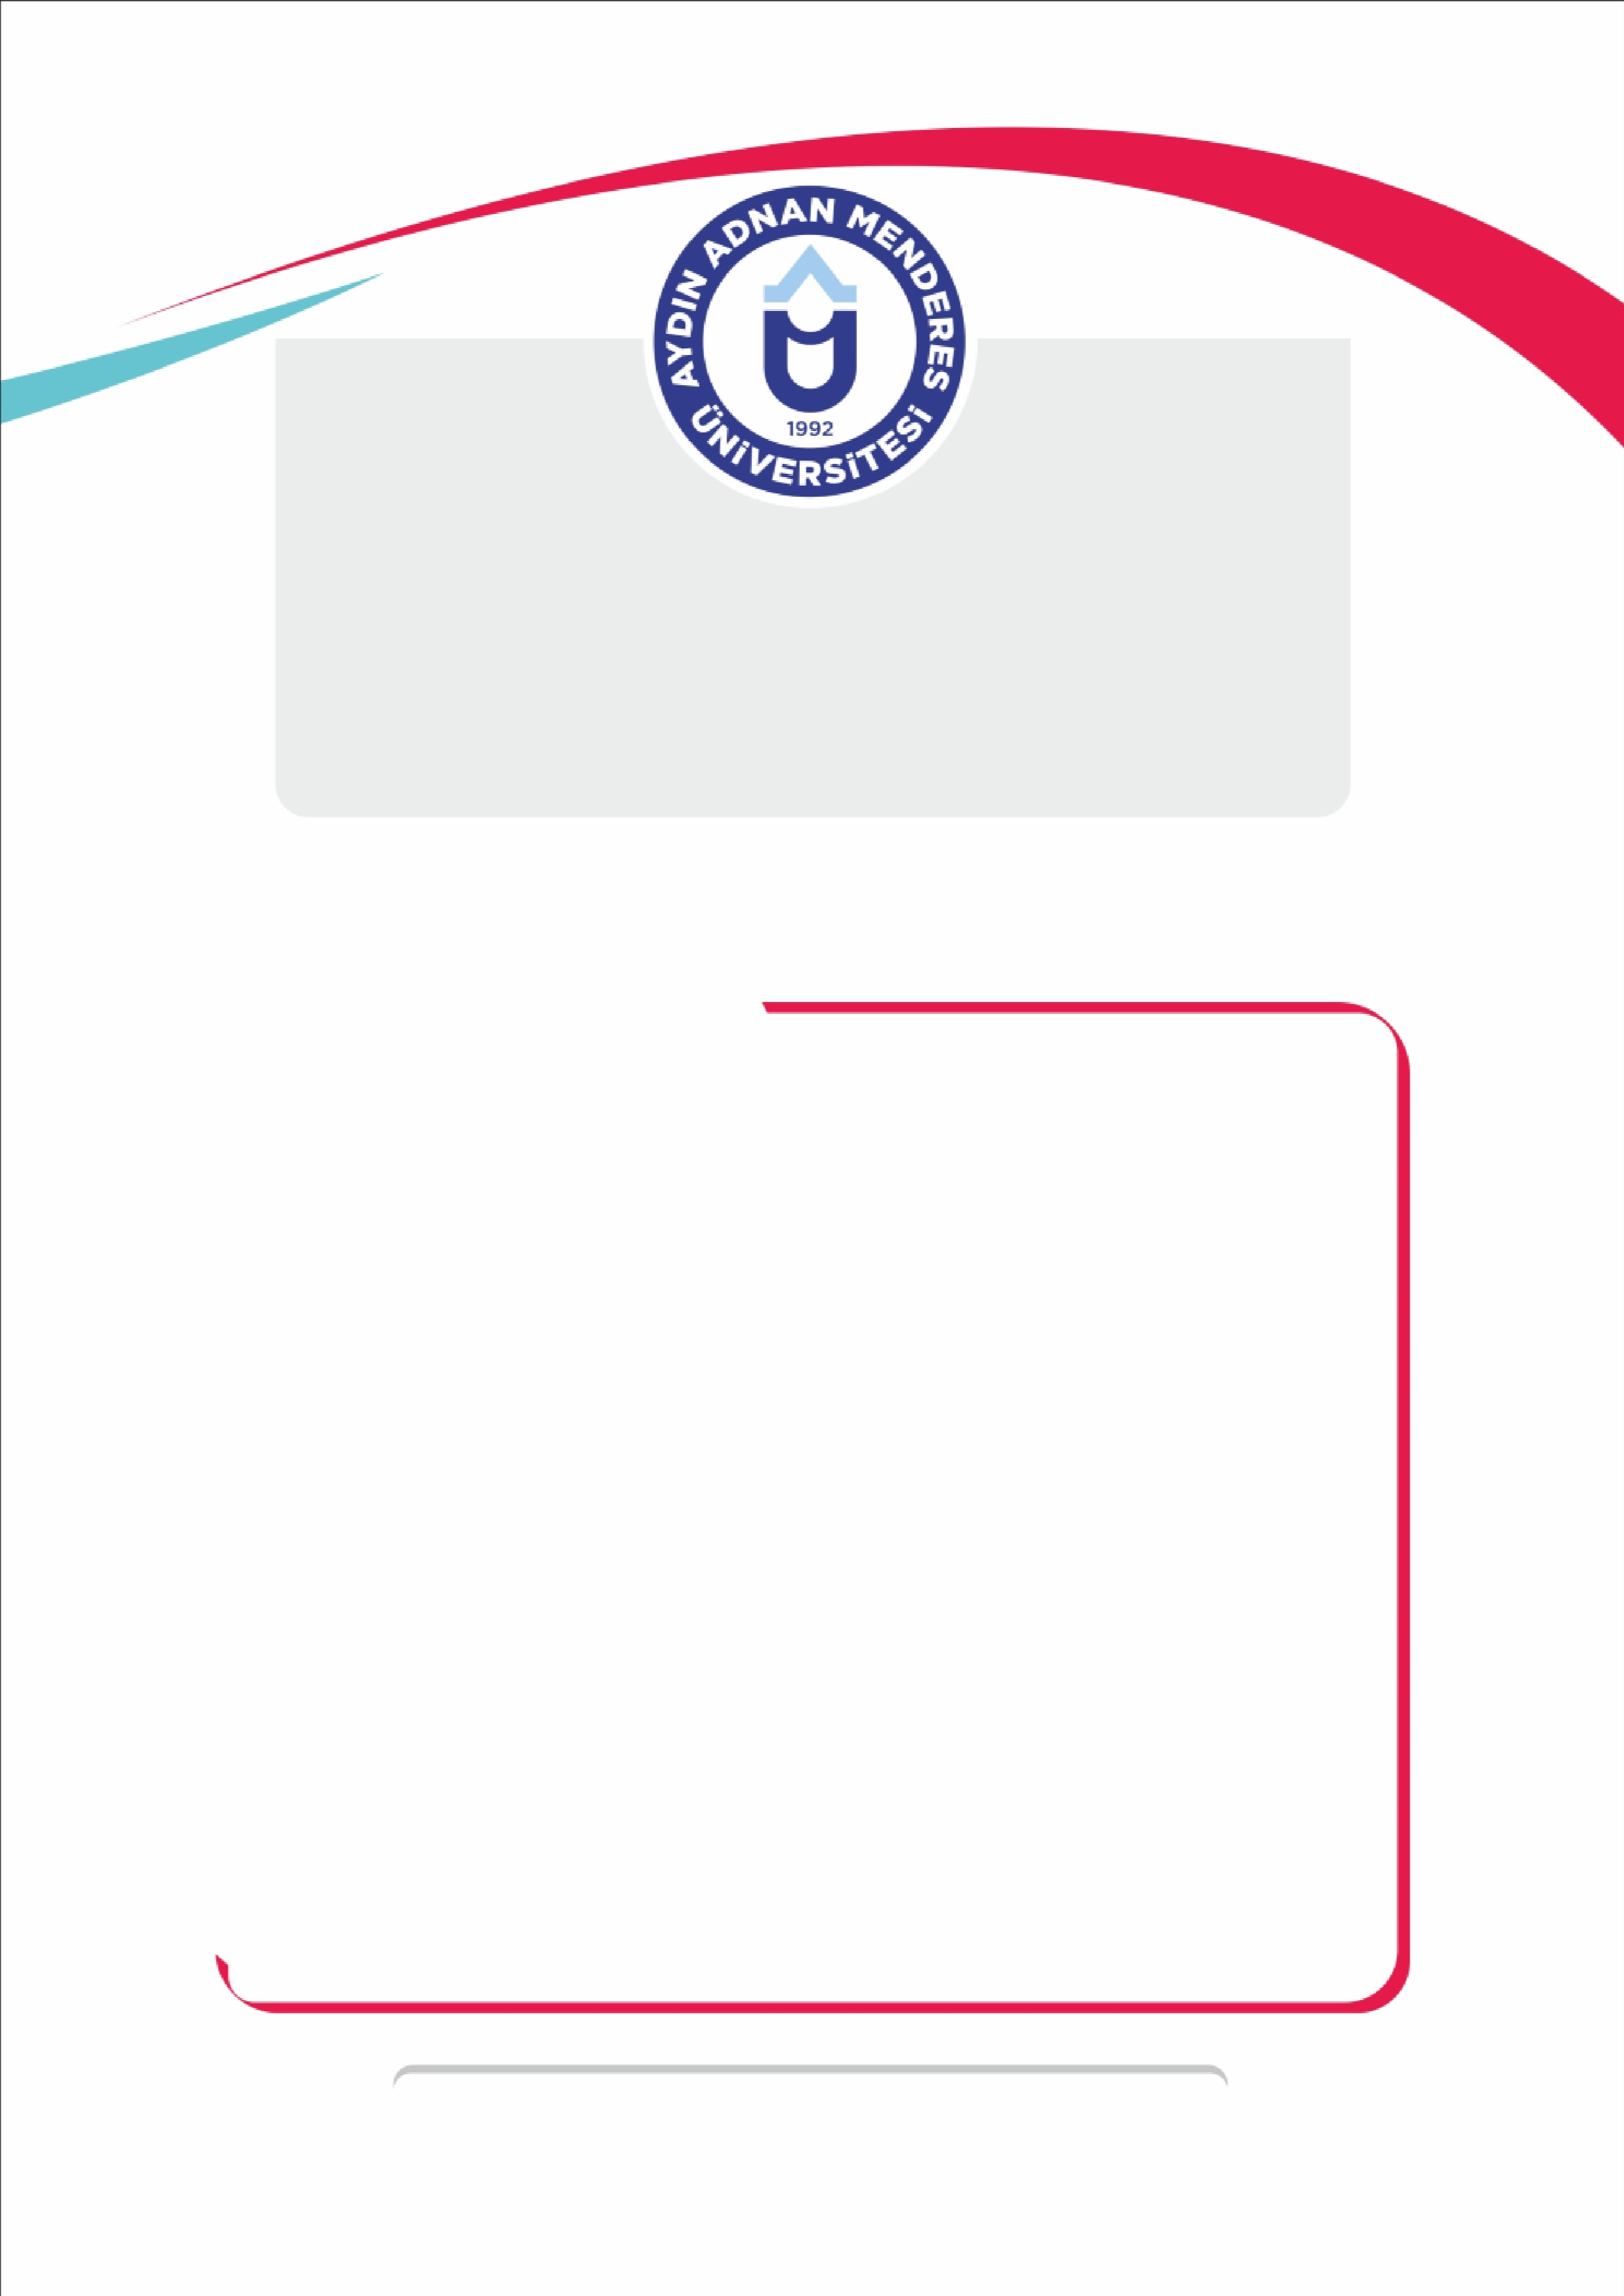 AYDIN ADNAN MENDERES
ÜNİVERSİTESİ
1992